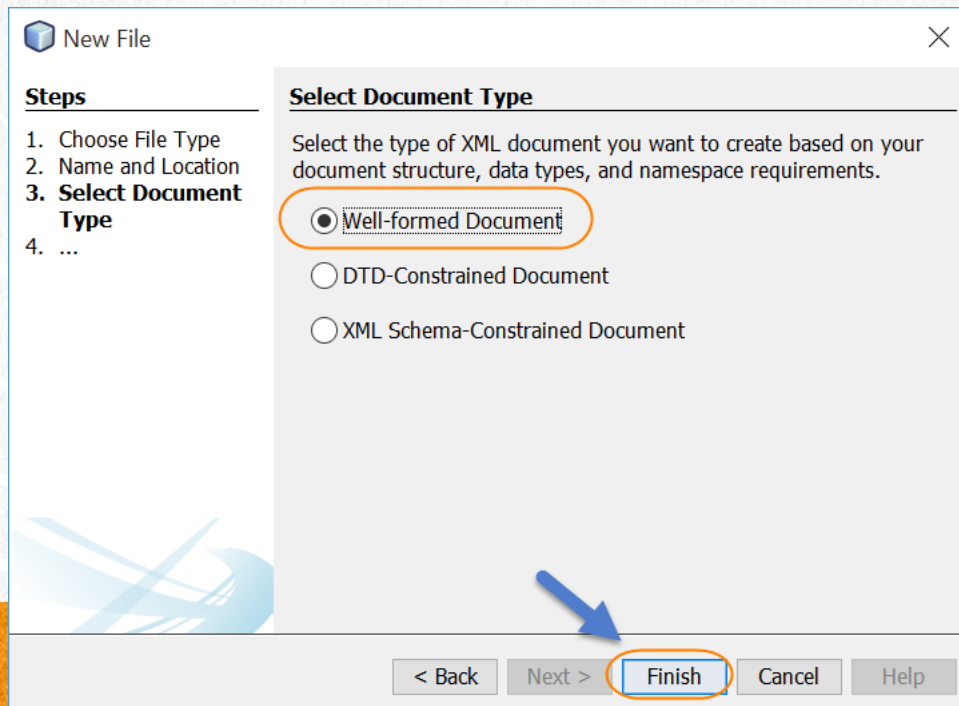 New File
Steps
1. Choose File Type
2. Name and Location
3. Select Document
Type
4. ...
Select Document Type
Select the type of XML document you want to create based on your
document structure, data types, and namespace requirements.
Well-formed Document
DTD-Constrained Document
XML Schema-Constrained Document
< Back Next > Finish Cancel Help